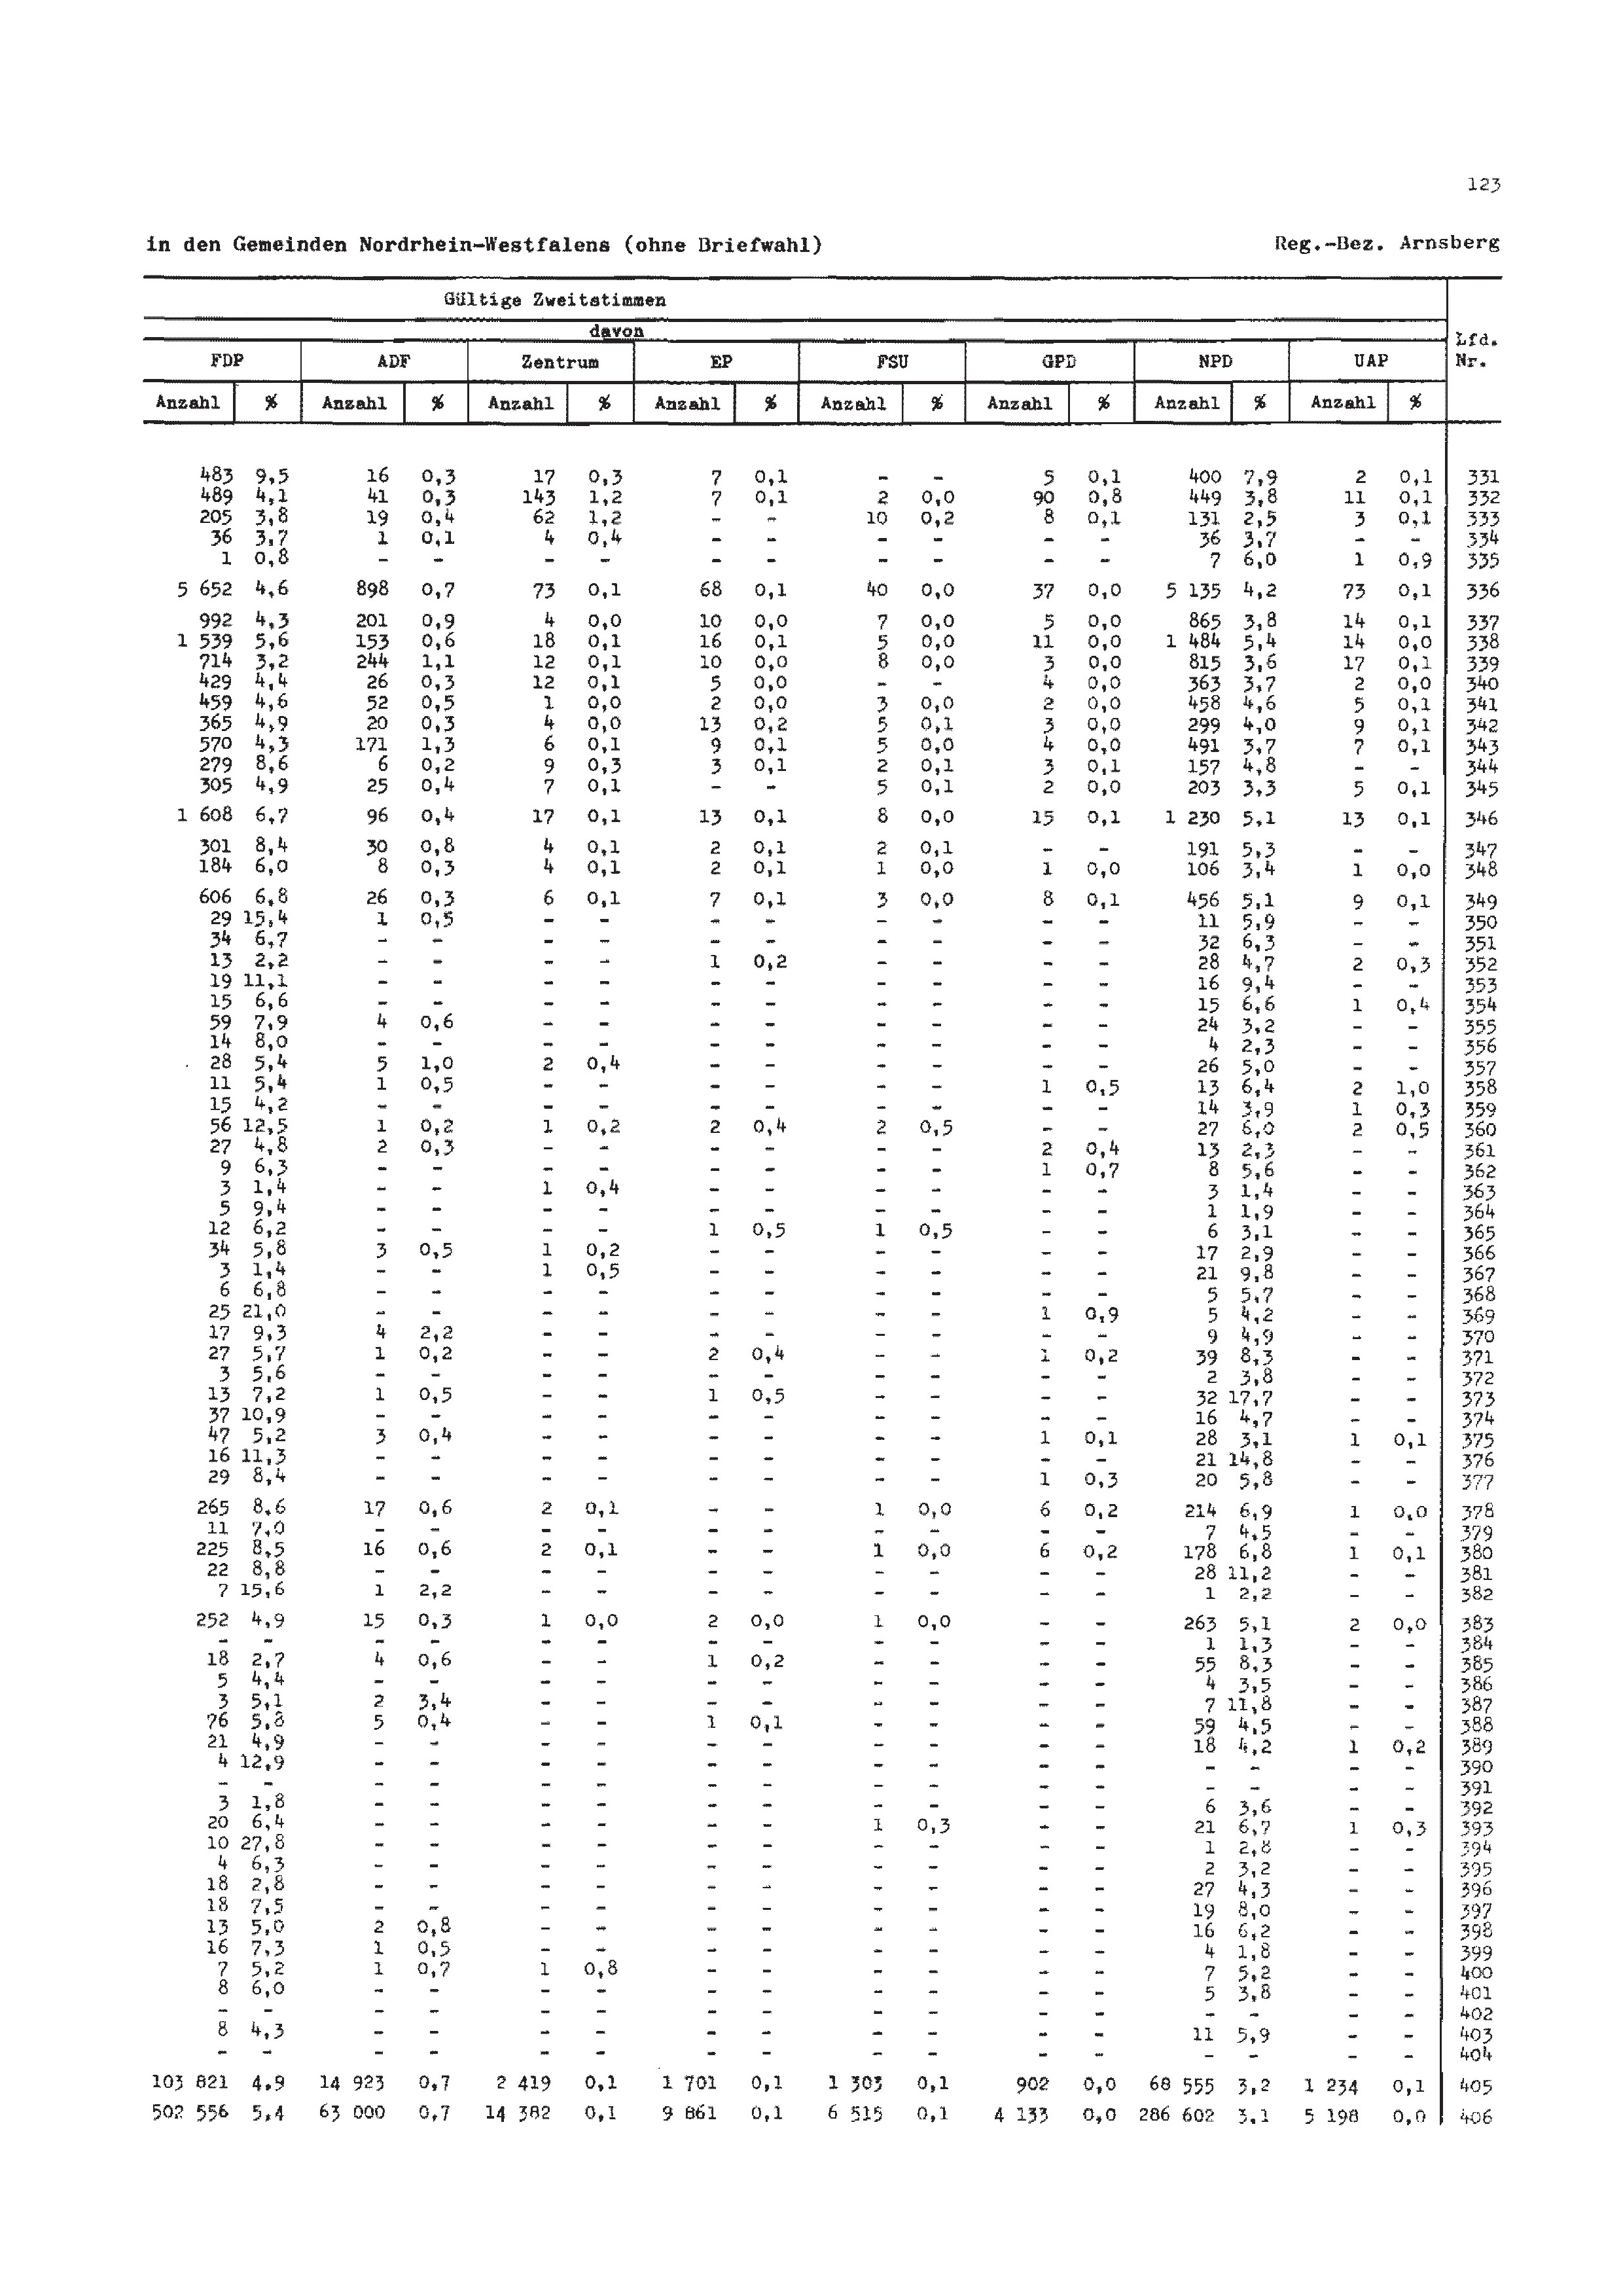 123
in den Gemeinden Nordrhein-Westfalens (ohne Briefwahl) Reg.-Bez. Arnsberg
Gültige Zweitstimmen
davon
Lfd.
FDP ADF Zentrum EP FSU GPD NPD UAP Nr.
Anzahl % Anzahl % Anzahl % Anzahl % Anzahl % Anzahl % Anzahl % Anzahl %
483 9,5 16 0,3 17 0,3 7 0,1 - - 5 0,1 400 7,9 2 0,1 331
489 4,1 41 0,3 143 1,2 7 0,1 2 0,0 90 0,8 449 3,8 11 0,1 332
205 3,8 19 0,4 62 1,2 - - 10 0,2 8 0,1 131 2,5 3 0,1 333
36 3,7 1 0,1 4 0,4 - - - - - - 36 3,7 - - 334
1 0,8 - - - - - - - - - - 7 6,0 1 0,9 335
5 652 4,6 898 0,7 73 0,1 68 0,1 40 0,0 37 0,0 5 135 4,2 73 0,1 336
992 4,3 201 0,9 4 0,0 10 0,0 7 0,0 5 0,0 865 3,8 14 0,1 337
1 539 5,6 153 0,6 18 0,1 16 0,1 5 0,0 11 0,0 1 484 5,4 14 0,0 338
714 3,2 244 1,1 12 0,1 10 0,0 8 0,0 3 0,0 815 3,6 17 0,1 339
429 4,4 26 0,3 12 0,1 5 0,0 - - 4 0,0 363 3,7 2 0,0 340
459 4,6 52 0,5 1 0,0 2 0,0 3 0,0 2 0,0 458 4,6 5 0,1 341
365 4,9 20 0,3 4 0,0 13 0,2 5 0,1 3 0,0 299 4,0 9 0,1 342
570 4,3 171 1,3 6 0,1 9 0,1 5 0,0 4 0,0 491 3,7 7 0,1 343
279 8,6 6 0,2 9 0,3 3 0,1 2 0,1 3 0,1 157 4,8 - - 344
305 4,9 25 0,4 7 0,1 - - 5 0,1 2 0,0 203 3,3 5 0,1 345
1 608 6,7 96 0,4 17 0,1 13 0,1 8 0,0 15 0,1 1 230 5,1 13 0,1 346
301 8,4 30 0,8 4 0,1 2 0,1 2 0,1 - - 191 5,3 - - 347
184 6,0 8 0,3 4 0,1 2 0,1 1 0,0 1 0,0 106 3,4 1 0,0 348
606 6,8 26 0,3 6 0,1 7 0,1 3 0,0 8 0,1 456 5,1 9 0,1 349
29 15,4 1 0,5 - - - - - - - - 11 5,9 - - 350
34 6,7 - - - - - - - - - - 32 6,3 - - 351
13 2,2 - - - - 1 0,2 - - - - 28 4,7 2 0,3 352
19 11,1 - - - - - - - - - - 16 9,4 - - 353
15 6,6 - - - - - - - - - - 15 6,6 1 0,4 354
59 7,9 4 0,6 - - - - - - - - 24 3,2 - - 355
14 8,0 - - - - - - - - - - 4 2,3 - - 356
28 5,4 5 1,0 2 0,4 - - - - - - 26 5,0 - - 357
11 5,4 1 0,5 - - - - - - 1 0,5 13 6,4 2 1,0 358
15 4,2 - - - - - - - - - - 14 3,9 1 0,3 359
56 12,5 1 0,2 1 0,2 2 0,4 2 0,5 - - 27 6,0 2 0,5 360
27 4,8 2 0,3 - - - - - - 2 0,4 13 2,3 - - 361
9 6,3 - - - - - - - - 1 0,7 8 5,6 - - 362
3 1,4 - - 1 0,4 - - - - - - 3 1,4 - - 363
5 9,4 - - - - - - - - - - 1 1,9 - - 364
12 6,2 - - - - 1 0,5 1 0,5 - - 6 3,1 - - 365
34 5,8 3 0,5 1 0,2 - - - - - - 17 2,9 - - 366
3 1,4 - - 1 0,5 - - - - - - 21 9,8 - - 367
6 6,8 - - - - - - - - - - 5 5,7 - - 368
25 21,0 - - - - - - - - 1 0,9 5 4,2 - - 369
17 9,3 4 2,2 - - - - - - - - 9 4,9 - - 370
27 5,7 1 0,2 - - 2 0,4 - - 1 0,2 39 8,3 - - 371
3 5,6 - - - - - - - - - - 2 3,8 - - 372
13 7,2 1 0,5 - - 1 0,5 - - - - 32 17,7 - - 373
37 10,9 - - - - - - - - - - 16 4,7 - - 374
47 5,2 3 0,4 - - - - - - 1 0,1 28 3,1 1 0,1 375
16 11,3 - - - - - - - - - - 21 14,8 - - 376
29 8,4 - - - - - - - - 1 0,3 20 5,8 - - 377
265 8,6 17 0,6 2 0,1 - - 1 0,0 6 0,2 214 6,9 1 0,0 378
11 7,0 - - - - - - - - - - 7 4,5 - - 379
225 8,5 16 0,6 2 0,1 - - 1 0,0 6 0,2 178 6,8 1 0,1 380
22 8,8 - - - - - - - - - - 28 11,2 - - 381
7 15,6 1 2,2 - - - - - - - - 1 2,2 - - 382
252 4,9 15 0,3 1 0,0 2 0,0 1 0,0 - - 263 5,1 2 0,0 383
- - - - - - - - - - - - 1 1,3 - - 384
18 2,7 4 0,6 - - 1 0,2 - - - - 55 8,3 - - 385
5 4,4 - - - - - - - - - - 4 3,5 - - 386
3 5,1 2 3,4 - - - - - - - - 7 11,8 - - 387
76 5,8 5 0,4 - - 1 0,1 - - - - 59 4,5 - - 388
21 4,9 - - - - - - - - - - 18 4,2 1 0,2 389
4 12,9 - - - - - - - - - - - - - - 390
- - - - - - - - - - - - - - - - 391
3 1,8 - - - - - - - - - - 6 3,6 - - 392
20 6,4 - - - - - - 1 0,3 - - 21 6,7 1 0,3 393
10 27,8 - - - - - - - - - - 1 2,8 - - 394
4 6,3 - - - - - - - - - - 2 3,2 - - 395
18 2,8 - - - - - - - - - - 27 4,3 - - 396
18 7,5 - - - - - - - - - - 19 8,0 - - 397
13 5,0 2 0,8 - - - - - - - - 16 6,2 - - 398
16 7,3 1 0,5 - - - - - - - - 4 1,8 - - 399
7 5,2 1 0,7 1 0,8 - - - - - - 7 5,2 - - 400
8 6,0 - - - - - - - - - - 5 3,8 - - 401
- - - - - - - - - - - - - - - - 402
8 4,3 - - - - - - - - - - 11 5,9 - - 403
- - - - - - - - - - - - - - - - 404
103 821 4,9 14 923 0,7 2 419 0,1 1 701 0,1 1 303 0,1 902 0,0 68 555 3,2 1 234 0,1 405
502 556 5,4 63 000 0,7 14 382 0,1 9 861 0,1 6 515 0,1 4 133 0,0 286 602 3,1 5 198 0,0 406